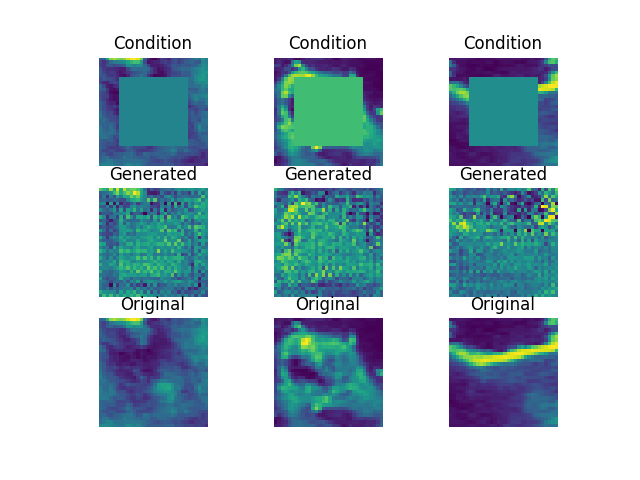 Condition Condition Condition
Generated Generated Generated
Original Original Original